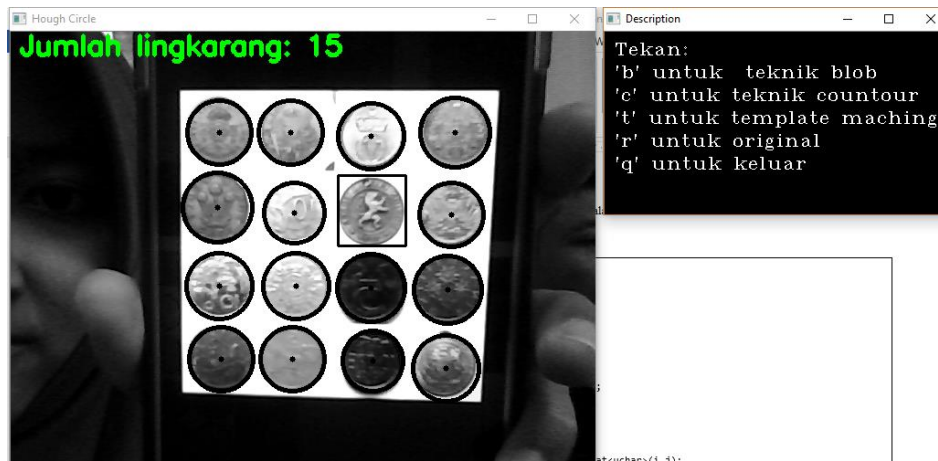 Hough Circle
Jumlah lingkarang: 15
Description
Tekan:
'b' untuk  teknik blob
'c' untuk teknik countour
't' untuk template maching
'r' untuk original
'q' untuk keluar